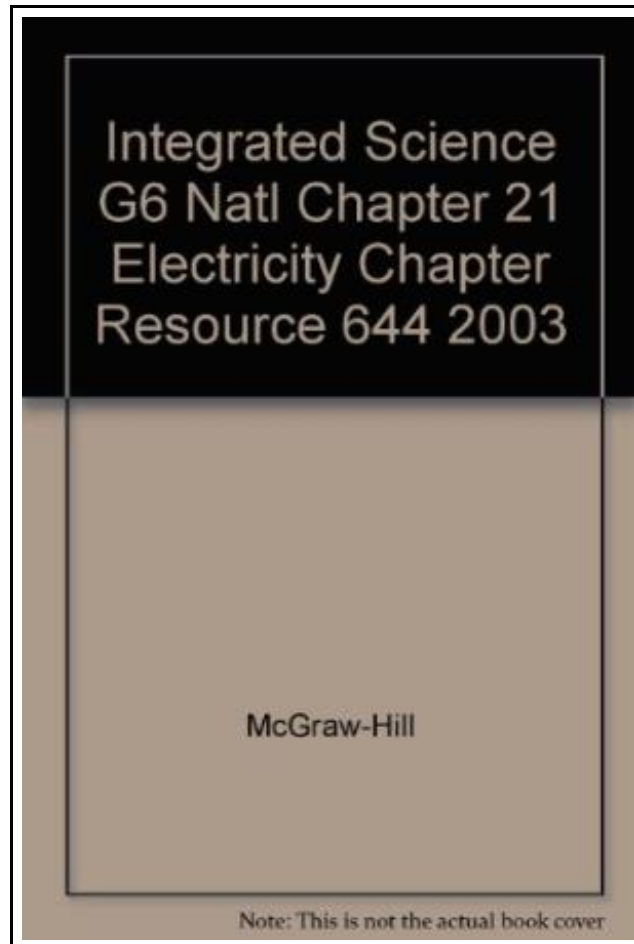 Integrated Science
G6 Natl Chapter 21
Electricity Chapter
Resource 644 2003
McGraw-Hill
Note: This is not the actual book cover